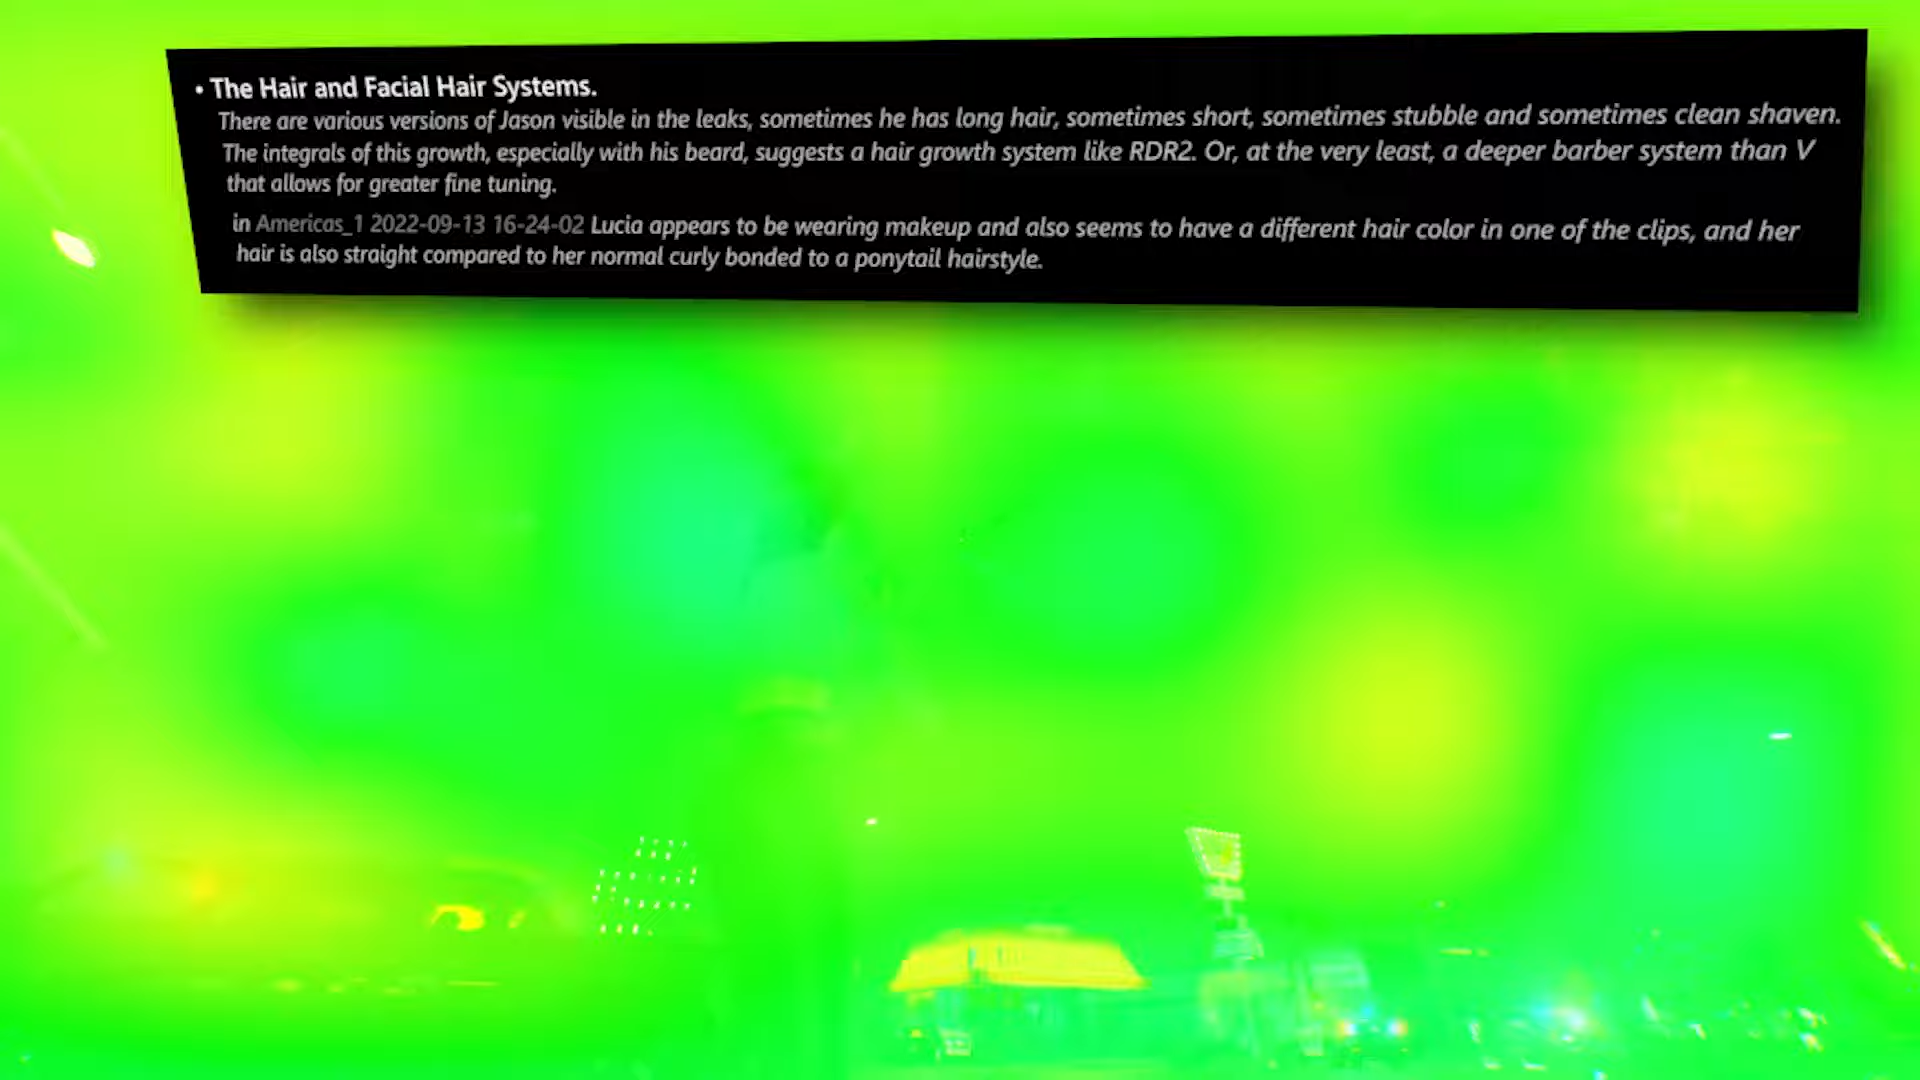 • The Hair and Facial Hair Systems.
There are various versions of Jason visible in the leaks, sometimes he has long hair, sometimes short, sometimes stubble and sometimes clean shaven.
The integrals of this growth, especially with his beard, suggests a hair growth system like RDR2. Or, at the very least, a deeper barber system than V
that allows for greater fine tuning.
in Americas_1 2022-09-13 16-24-02 Lucia appears to be wearing makeup and also seems to have a different hair color in one of the clips, and her
hair is also straight compared to her normal curly bonded to a ponytail hairstyle.